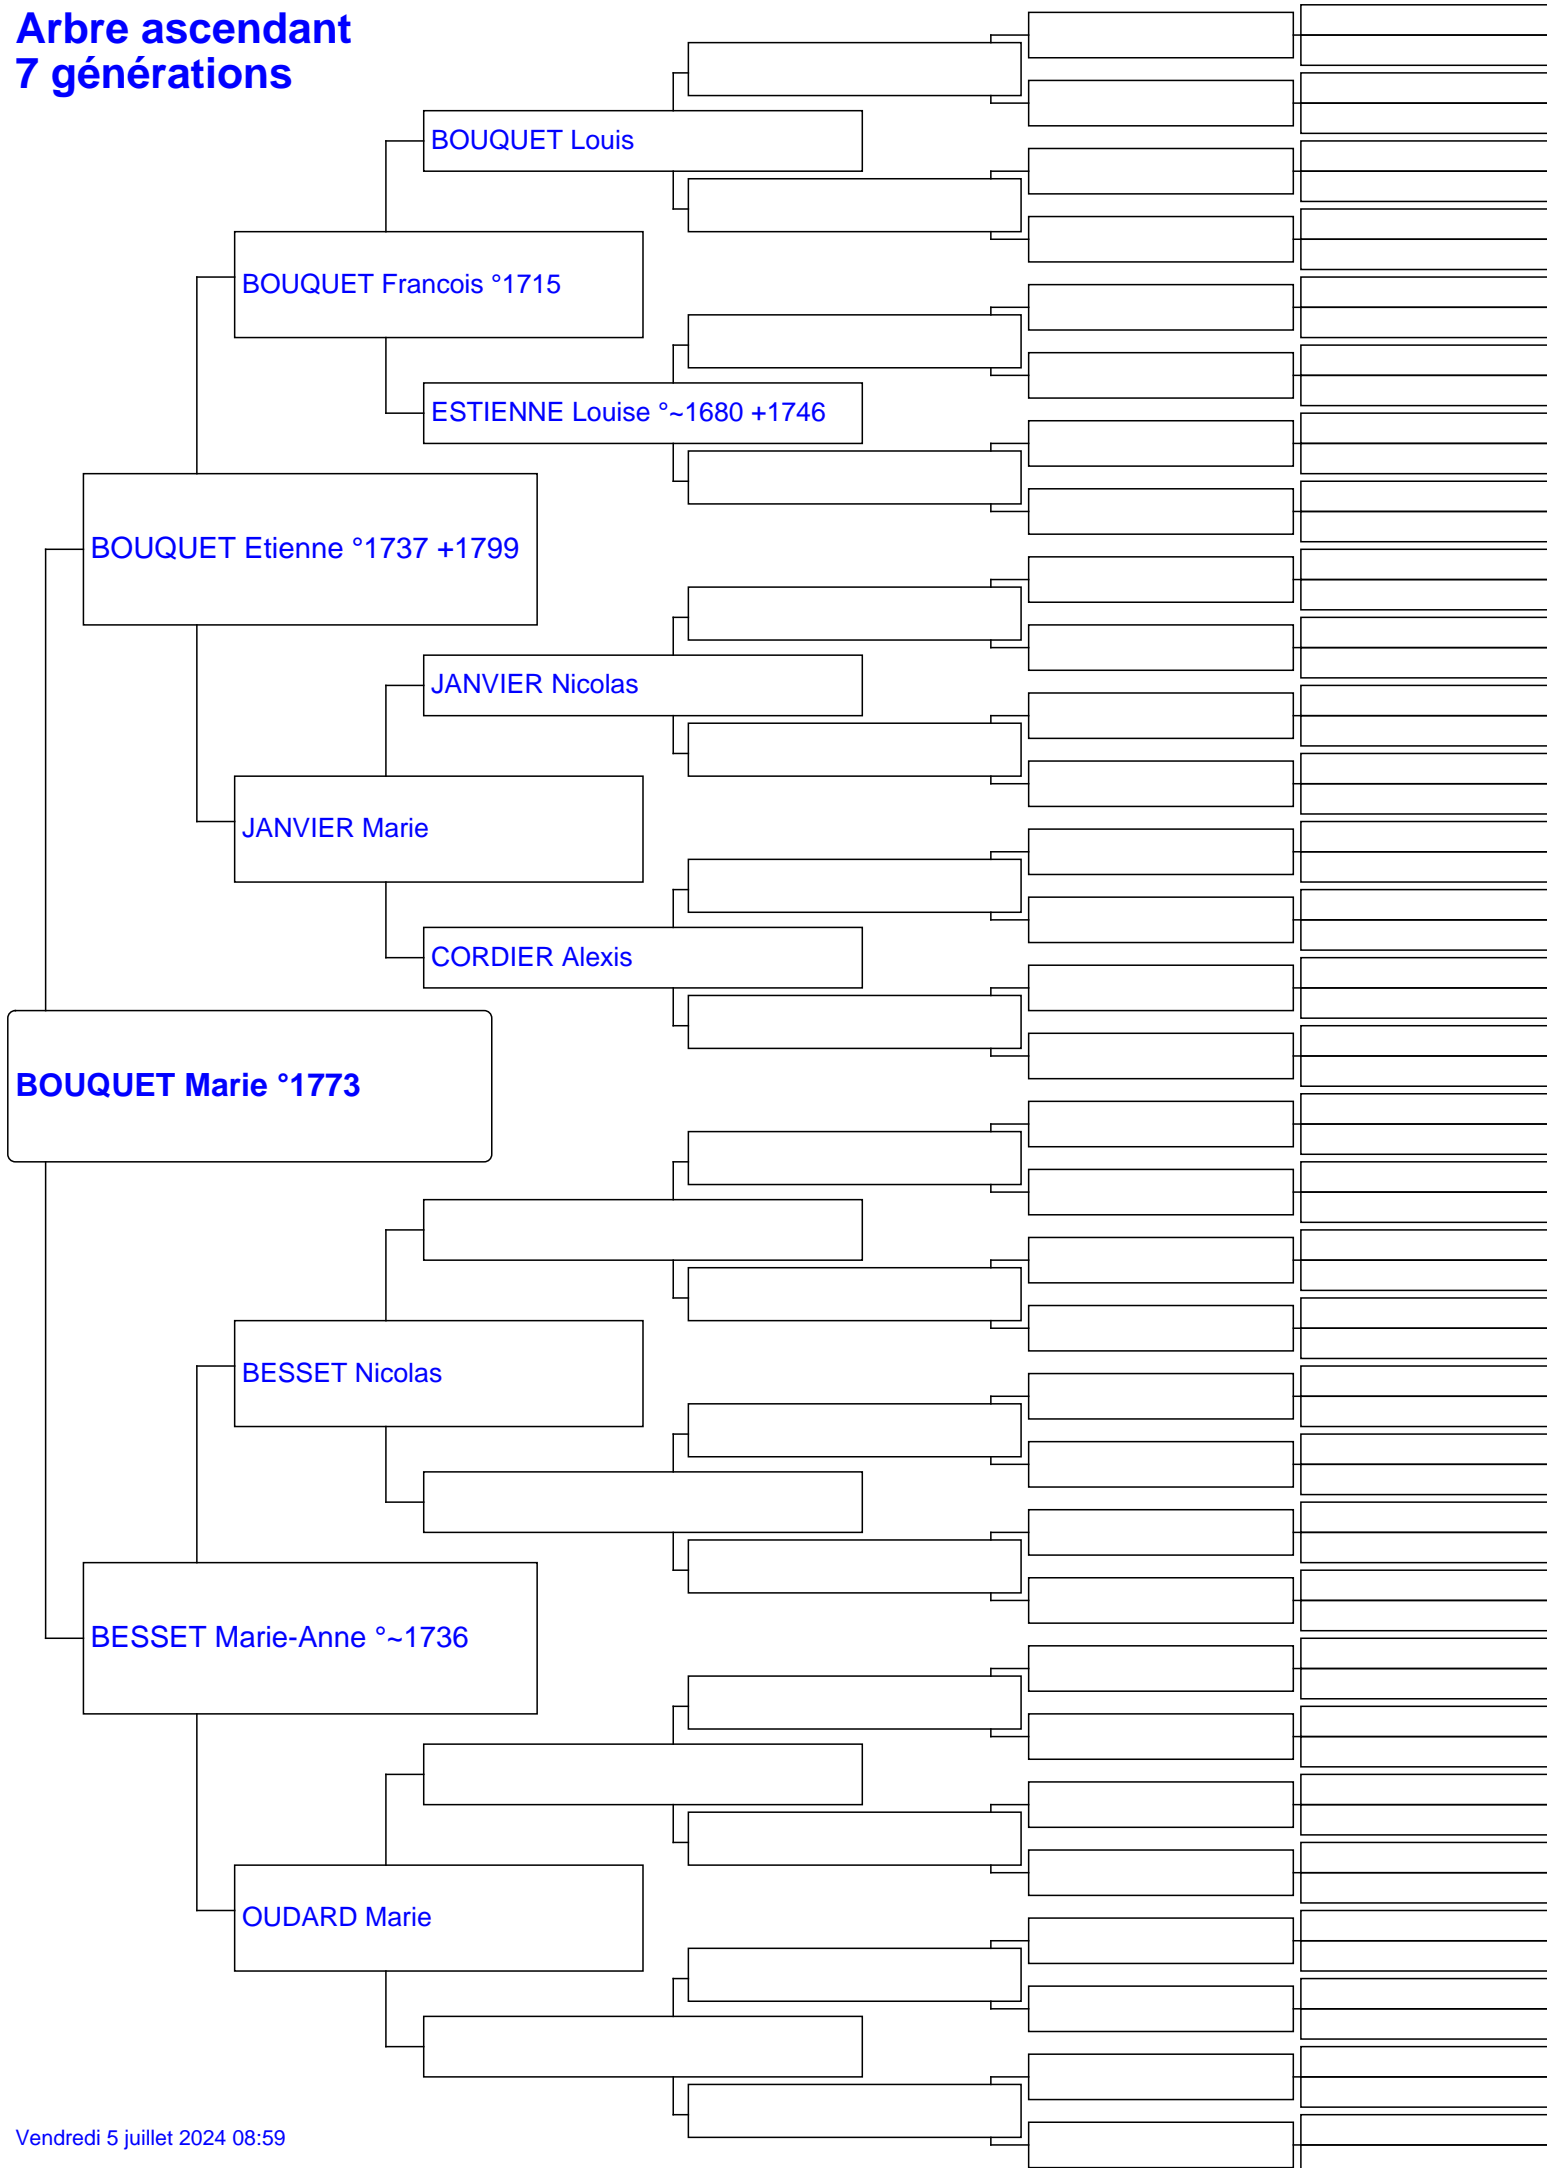 Arbre ascendant
7 générations
BOUQUET Louis
BOUQUET Francois °1715
ESTIENNE Louise °~1680 +1746
BOUQUET Etienne °1737 +1799
JANVIER Nicolas
JANVIER Marie
CORDIER Alexis
BOUQUET Marie °1773
BESSET Nicolas
BESSET Marie-Anne °~1736
OUDARD Marie
Vendredi 5 juillet 2024 08:59